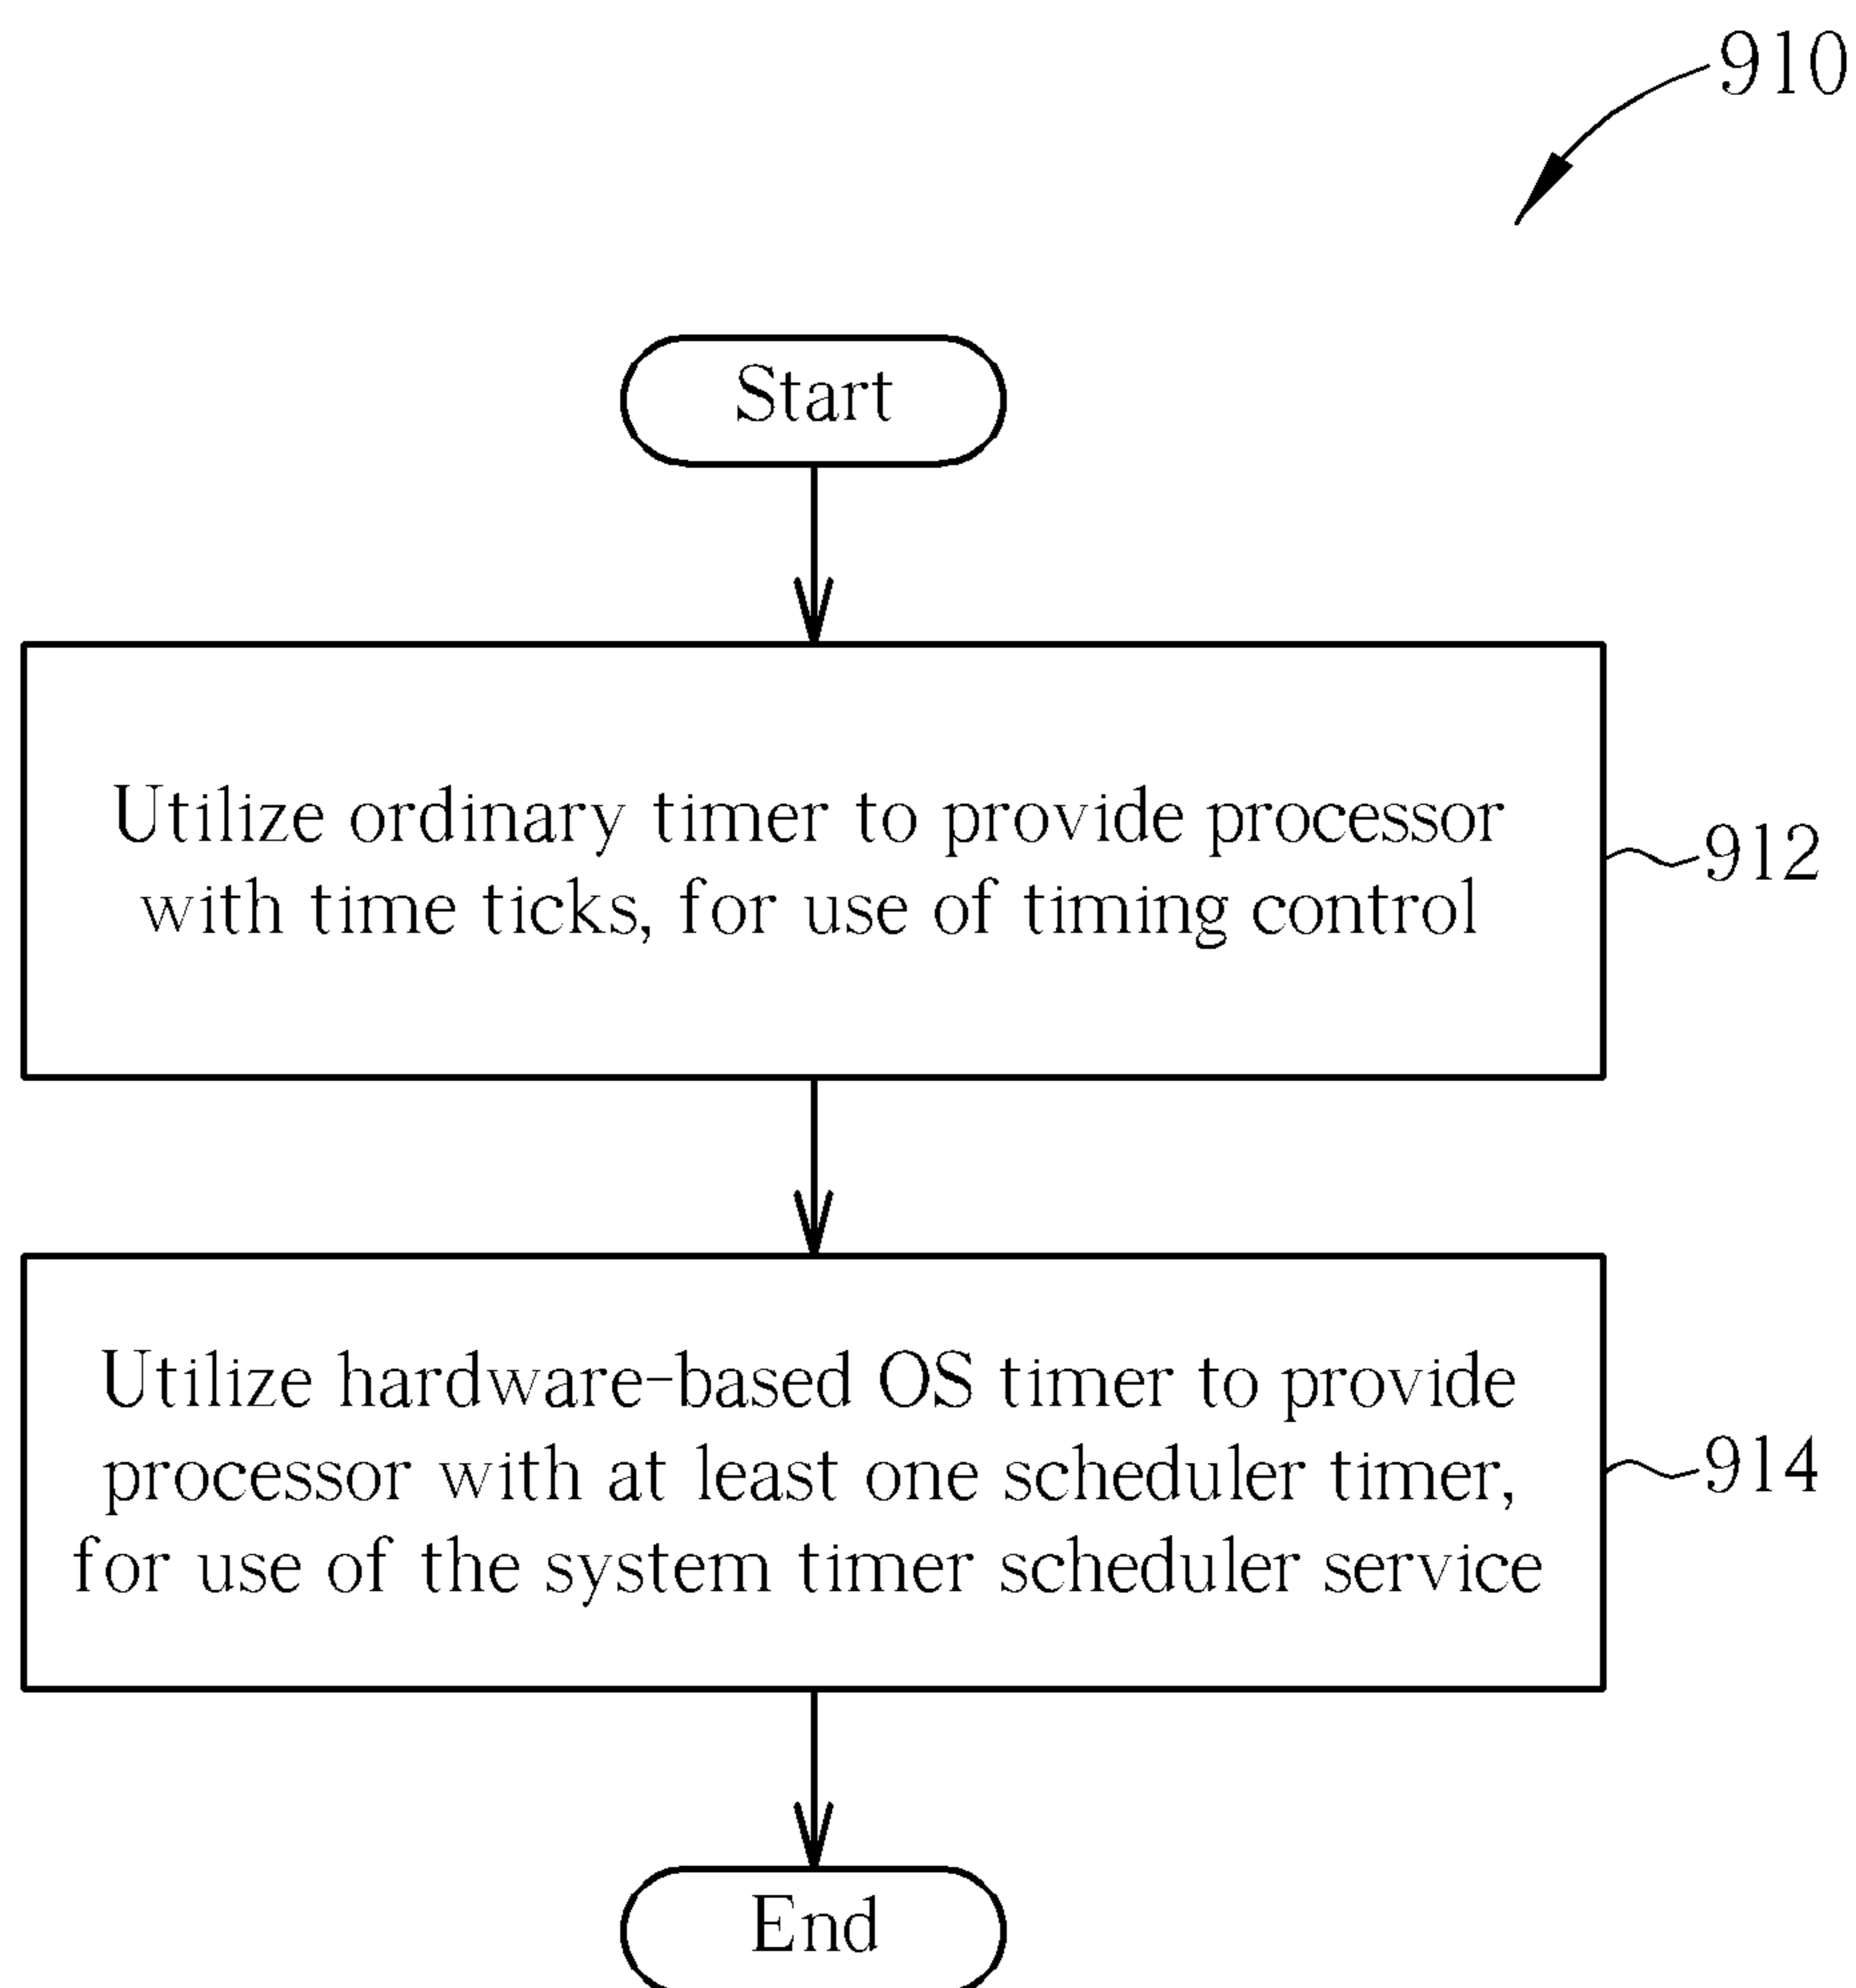 910
Start
Utilize ordinary timer to provide processor
with time ticks, for use of timing control
912
Utilize hardware-based OS timer to provide
processor with at least one scheduler timer,
for use of the system timer scheduler service
914
End